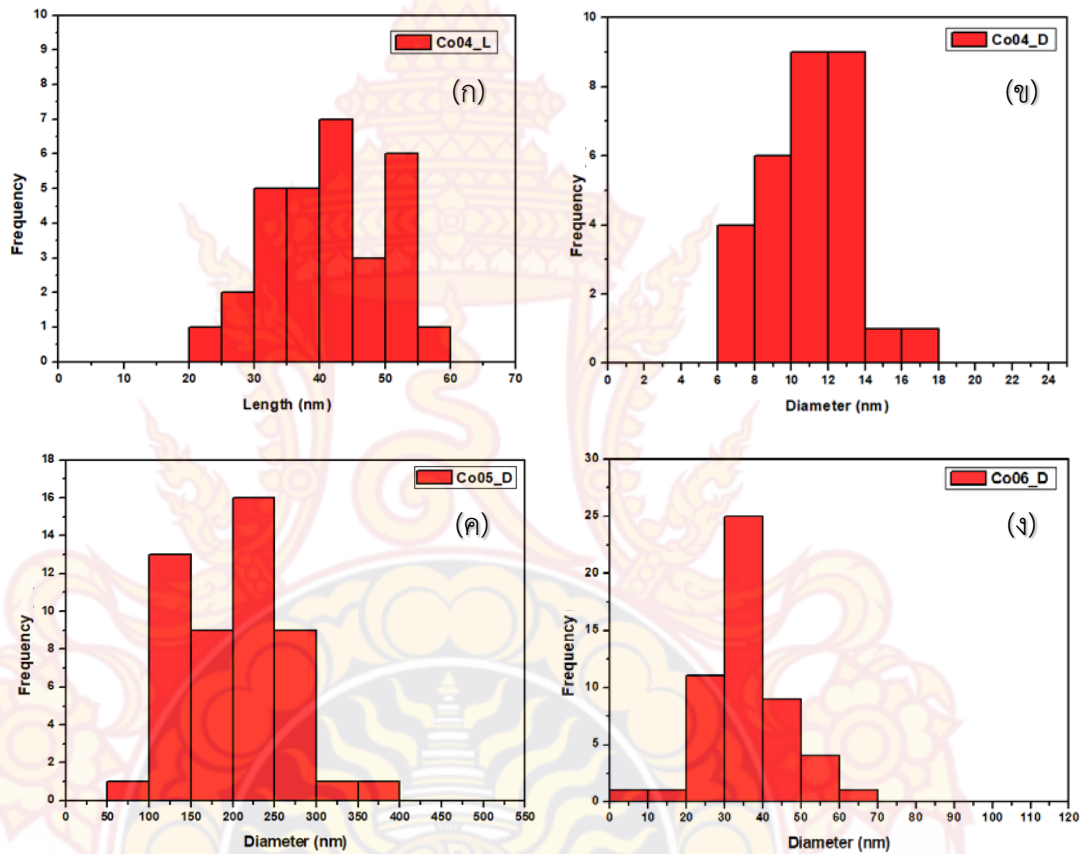 Co04_L
(ก)
Frequency
10
9
8
7
6
5
4
3
2
1
0
0 10 20 30 40 50 60 70
Length (nm)
Co04_D
(ข)
Frequency
10
8
6
4
2
0
0 2 4 6 8 10 12 14 16 18 20 22 24
Diameter (nm)
Co05_D
(ค)
Frequency
18
16
14
12
10
8
6
4
2
0
0 50 100 150 200 250 300 350 400 450 500 550
Diameter (nm)
Co06_D
(ง)
Frequency
30
25
20
15
10
5
0
0 10 20 30 40 50 60 70 80 90 100 110 120
Diameter (nm)